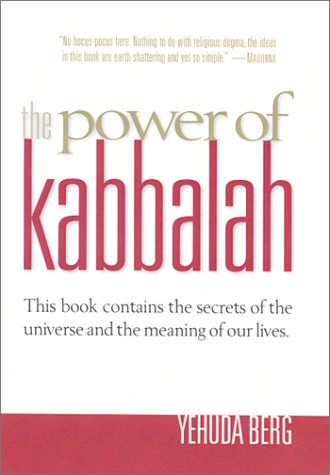 "No hocus-pocus here. Nothing to do with religious dogma, the ideas
in this book are earth-shattering and yet so simple." —MADONNA
the power of
kabbalah
This book contains the secrets of the
universe and the meaning of our lives.
YEHUDA BERG